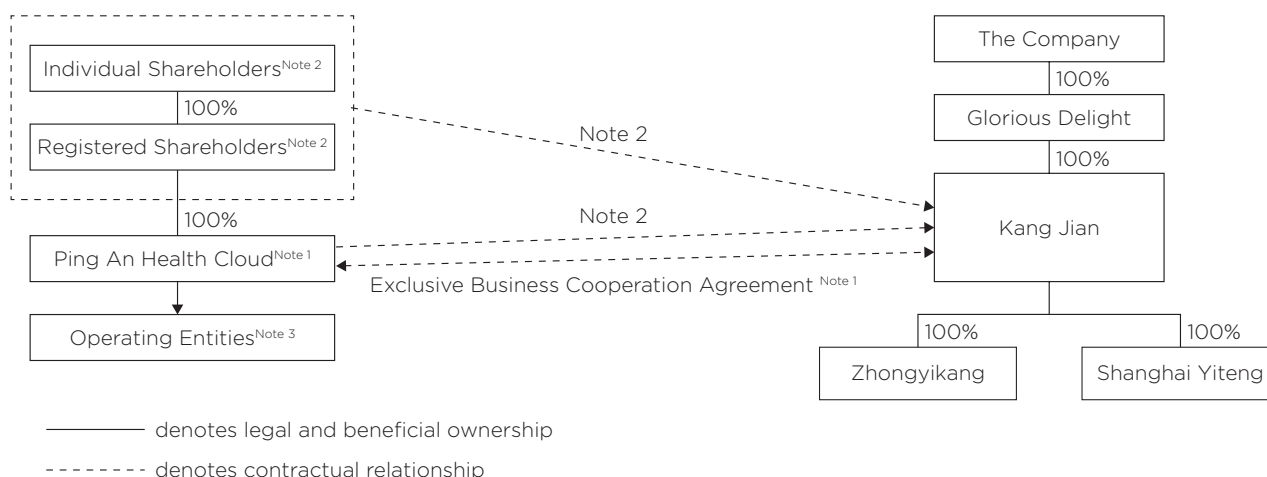 Individual Shareholders Note 2
100%
Registered Shareholders Note 2
100%
Ping An Health Cloud Note 1
Operating Entities Note 3
Note 2
Note 2
Exclusive Business Cooperation Agreement Note 1
The Company
100%
Glorious Delight
100%
Kang Jian
100%
100%
Zhongyikang
Shanghai Yiteng
denotes legal and beneficial ownership
denotes contractual relationship